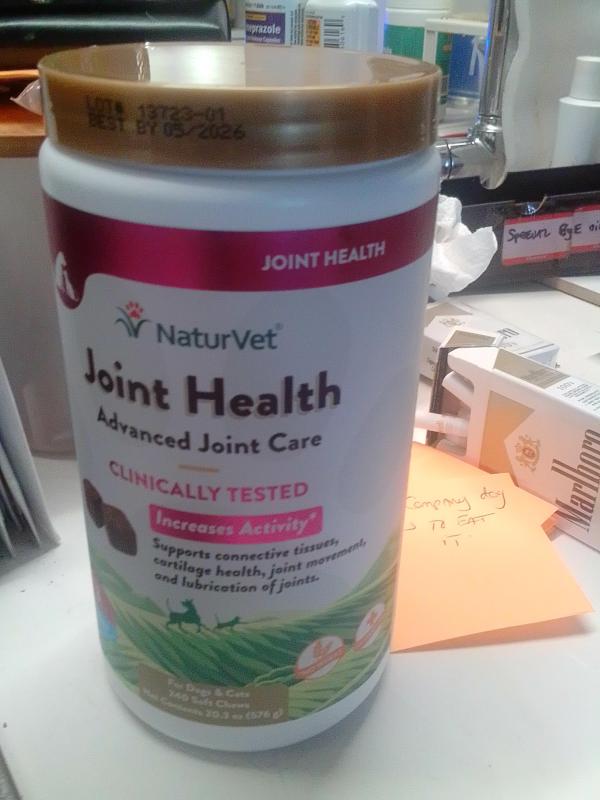 LOT# 13723-01
BEST BY 05/2026
JOINT HEALTH
NaturVet®
Joint Health
Advanced Joint Care
CLINICALLY TESTED
Increases Activity*
Supports connective tissues,
cartilage health, joint movement,
and lubrication of joints.
For Dogs & Cats
240 Soft Chews
Net Contents 20.3 oz (576 g)
prazole
Marlboro
Company dog
TO EAT
IT.